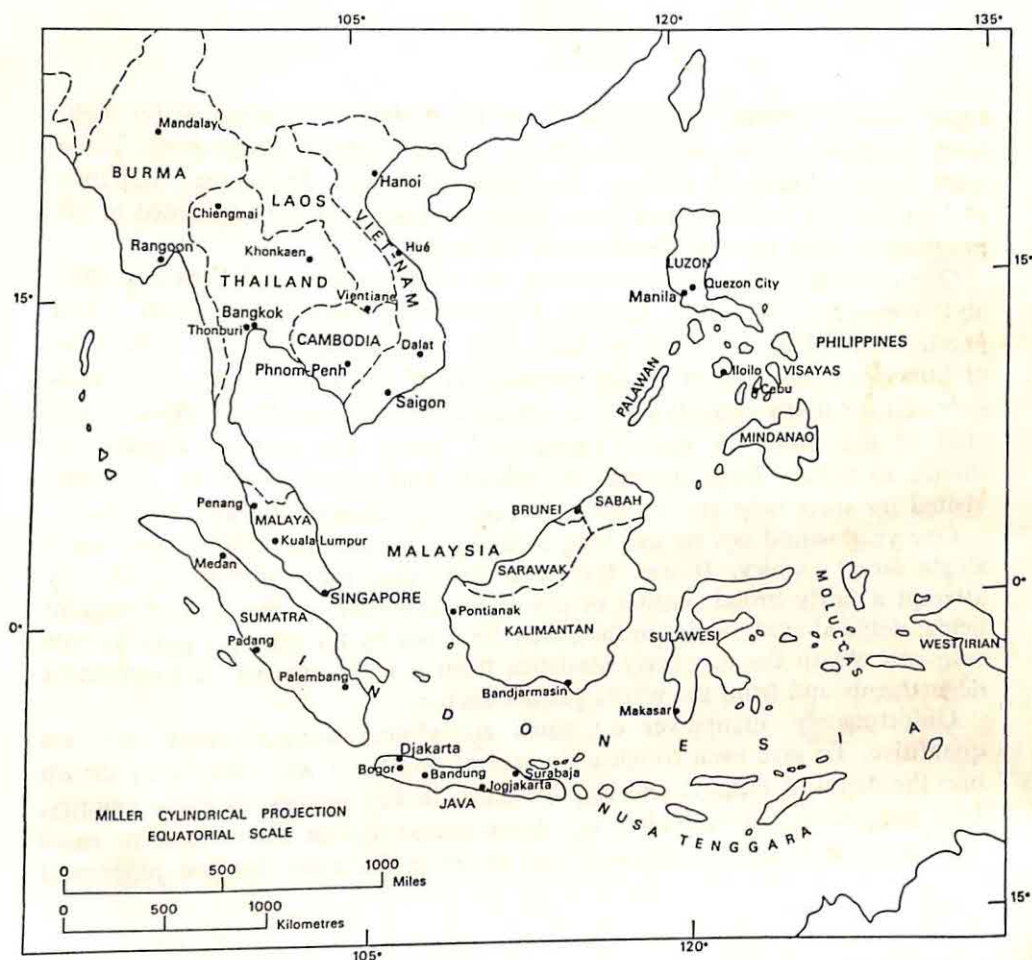 105°
120°
135°
Mandalay
BURMA
Hanoi
LAOS
Chiengmai
VIET-NAM
Rangoon
Khonkaen
Hué
THAILAND
LUZON
15°
15°
Vientiane
Manila
Quezon City
Bangkok
Thonburi
CAMBODIA
Dalat
PHILIPPINES
Phnom-Penh
Iloilo
VISAYAS
PALAWAN
Cebu
Saigon
MINDANAO
Penang
BRUNEI
SABAH
MALAYA
Kuala Lumpur
MALAYSIA
Medan
SARAWAK
0°
SINGAPORE
Pontianak
MOLUCCAS
SUMATRA
KALIMANTAN
0°
SULAWESI
WEST IRIAN
Padang
Palembang
Bandjarmasin
Makasar
INDONESIA
Djakarta
Bogor
Bandung
Surabaja
Jogjakarta
JAVA
NUSA TENGGARA
MILLER CYLINDRICAL PROJECTION
EQUATORIAL SCALE
0 500 1000
Miles
0 500 1000
Kilometres
15°
105°
120°